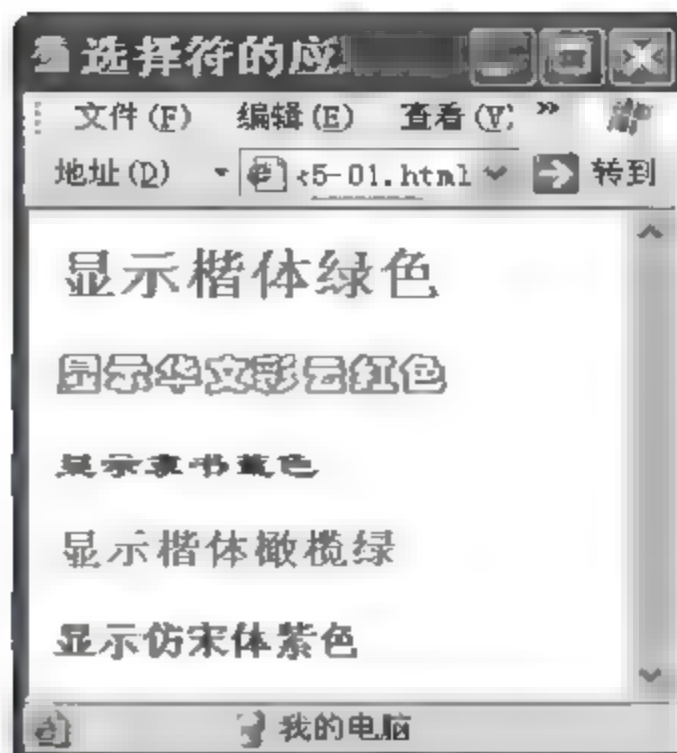 选择符的应
文件(F) 编辑(E) 查看(V) »
地址(D) 5-01.html 转到
显示楷体绿色
显示华文彩云红色
显示隶书蓝色
显示楷体橄榄绿
显示仿宋体紫色
我的电脑